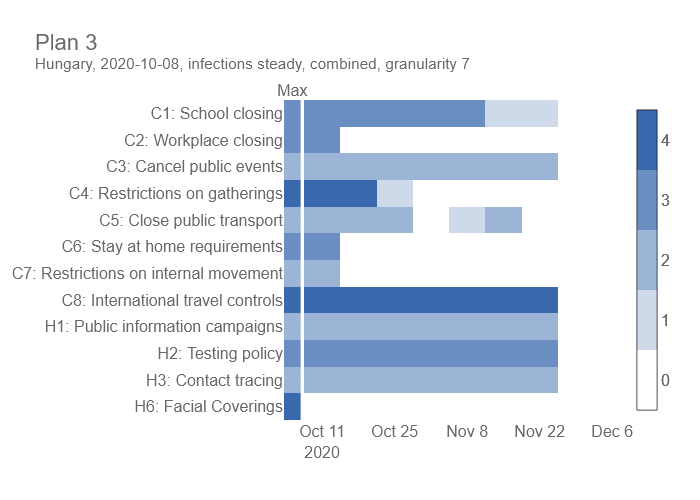 Plan 3
Hungary, 2020-10-08, infections steady, combined, granularity 7
Max
C1: School closing
C2: Workplace closing
C3: Cancel public events
C4: Restrictions on gatherings
C5: Close public transport
C6: Stay at home requirements
C7: Restrictions on internal movement
C8: International travel controls
H1: Public information campaigns
H2: Testing policy
H3: Contact tracing
H6: Facial Coverings
Oct 11 Oct 25 Nov 8 Nov 22 Dec 6
2020
4
3
2
1
0